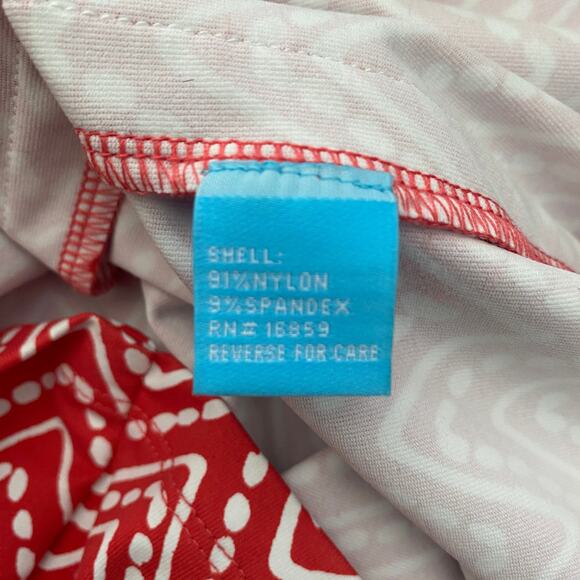 SHELL:
91%NYLON
9%SPANDEX
RN# 16859
REVERSE FOR CARE